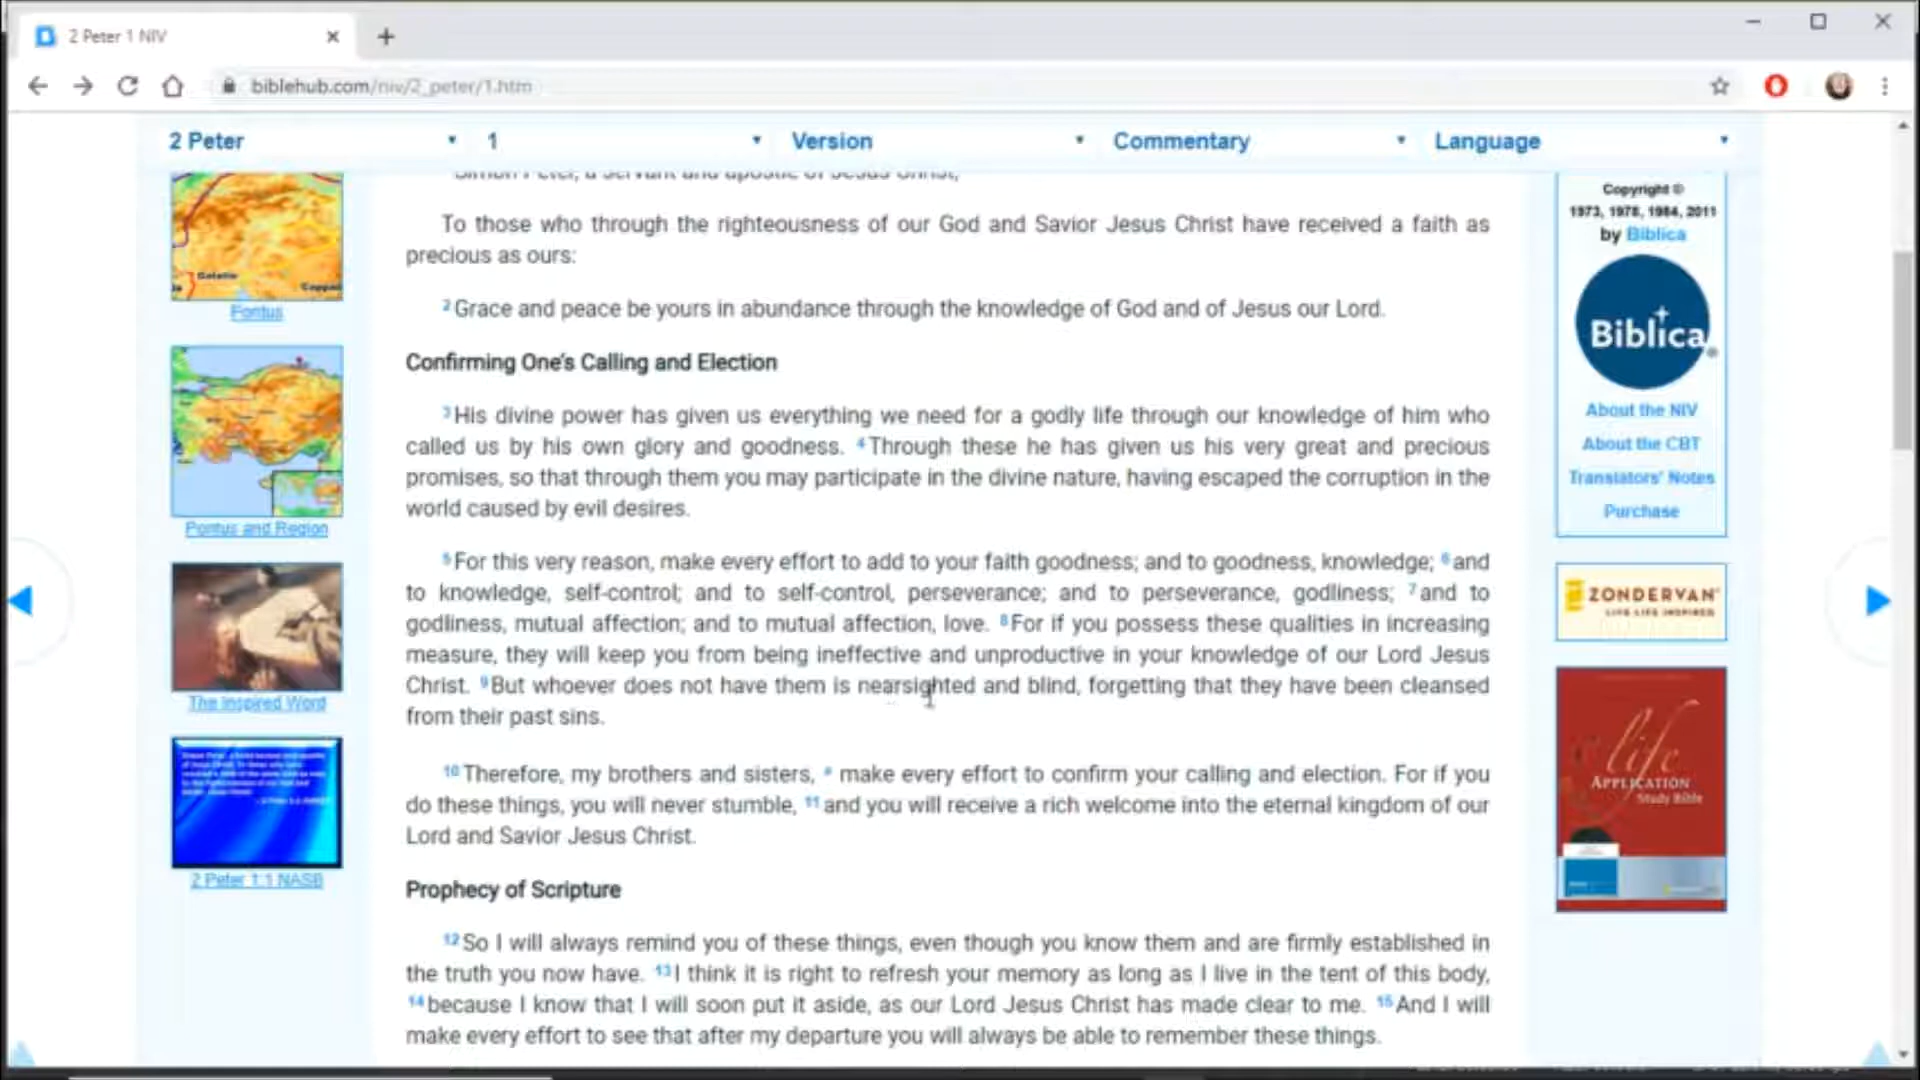 2 Peter 1 NIV
biblehub.com/niv/2_peter/1.htm
2 Peter
1
Version
Commentary
Language
Simon Peter, a servant and apostle of Jesus Christ,
To those who through the righteousness of our God and Savior Jesus Christ have received a faith as
precious as ours:
2 Grace and peace be yours in abundance through the knowledge of God and of Jesus our Lord.
Confirming One's Calling and Election
3 His divine power has given us everything we need for a godly life through our knowledge of him who
called us by his own glory and goodness. 4 Through these he has given us his very great and precious
promises, so that through them you may participate in the divine nature, having escaped the corruption in the
world caused by evil desires.
5 For this very reason, make every effort to add to your faith goodness; and to goodness, knowledge; 6 and
to knowledge, self-control; and to self-control, perseverance; and to perseverance, godliness; 7 and to
godliness, mutual affection; and to mutual affection, love. 8 For if you possess these qualities in increasing
measure, they will keep you from being ineffective and unproductive in your knowledge of our Lord Jesus
Christ. 9 But whoever does not have them is nearsighted and blind, forgetting that they have been cleansed
from their past sins.
10 Therefore, my brothers and sisters, a make every effort to confirm your calling and election. For if you
do these things, you will never stumble, 11 and you will receive a rich welcome into the eternal kingdom of our
Lord and Savior Jesus Christ.
Prophecy of Scripture
12 So I will always remind you of these things, even though you know them and are firmly established in
the truth you now have. 13 I think it is right to refresh your memory as long as I live in the tent of this body,
14 because I know that I will soon put it aside, as our Lord Jesus Christ has made clear to me. 15 And I will
make every effort to see that after my departure you will always be able to remember these things.
Galatia
Pontus
Pontus and Region
The Inspired Word
2 Peter 1:1 NASB
Copyright ©
1973, 1978, 1984, 2011
by Biblica
Biblica
About the NIV
About the CBT
Translators' Notes
Purchase
ZONDERVAN
LIVE LIFE INSPIRED
life
APPLICATION
Study Bible